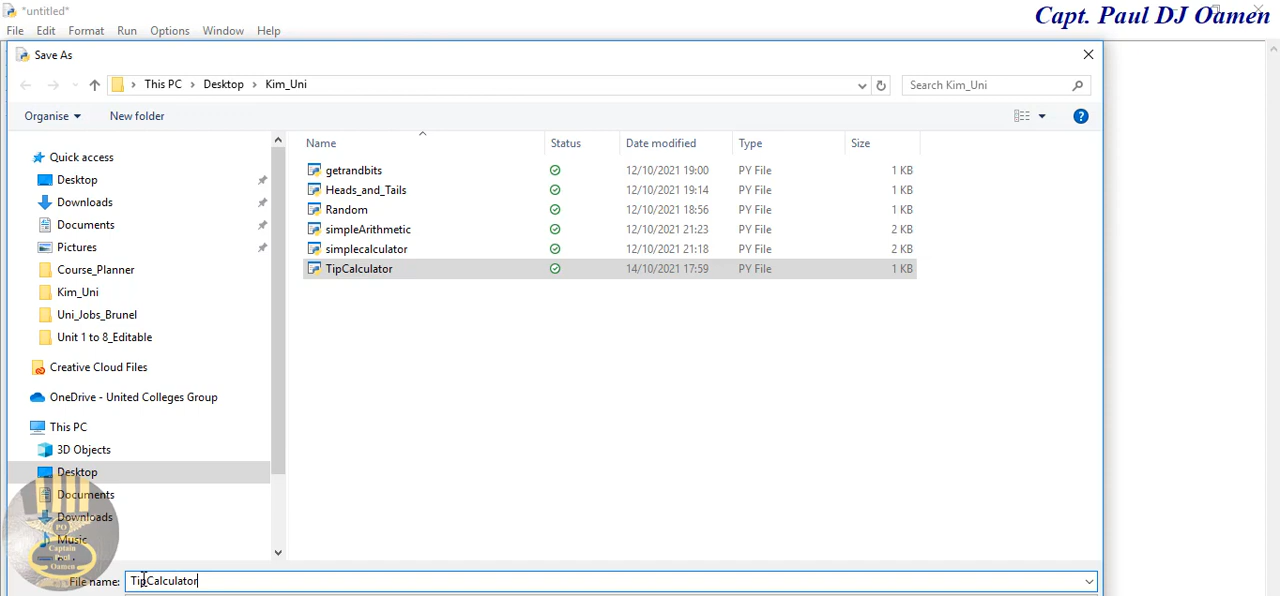 *untitled*
Capt. Paul DJ Oamen
File Edit Format Run Options Window Help
Save As
This PC > Desktop > Kim_Uni
Search Kim_Uni
Organise New folder
Name Status Date modified Type Size
Quick access
Desktop
Downloads
Documents
Pictures
Course_Planner
Kim_Uni
Uni_Jobs_Brunel
Unit 1 to 8_Editable
Creative Cloud Files
OneDrive - United Colleges Group
This PC
3D Objects
Desktop
Documents
Downloads
Music
getrandbits 12/10/2021 19:00 PY File 1 KB
Heads_and_Tails 12/10/2021 19:14 PY File 1 KB
Random 12/10/2021 18:56 PY File 1 KB
simpleArithmetic 12/10/2021 21:23 PY File 2 KB
simplecalculator 12/10/2021 21:18 PY File 2 KB
TipCalculator 14/10/2021 17:59 PY File 1 KB
PO
Captain
Paul
Oamen
File name: TipCalculator